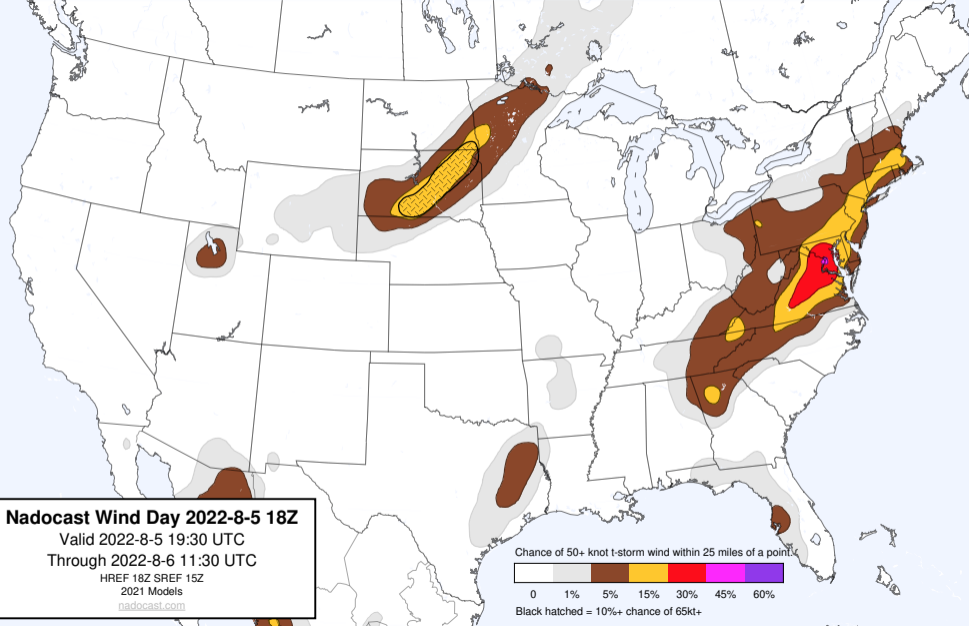 Nadocast Wind Day 2022-8-5 18Z
Valid 2022-8-5 19:30 UTC
Through 2022-8-6 11:30 UTC
HREF 18Z SREF 15Z
2021 Models
nadocast.com
Chance of 50+ knot t-storm wind within 25 miles of a point.
0 1% 5% 15% 30% 45% 60%
Black hatched = 10%+ chance of 65kt+